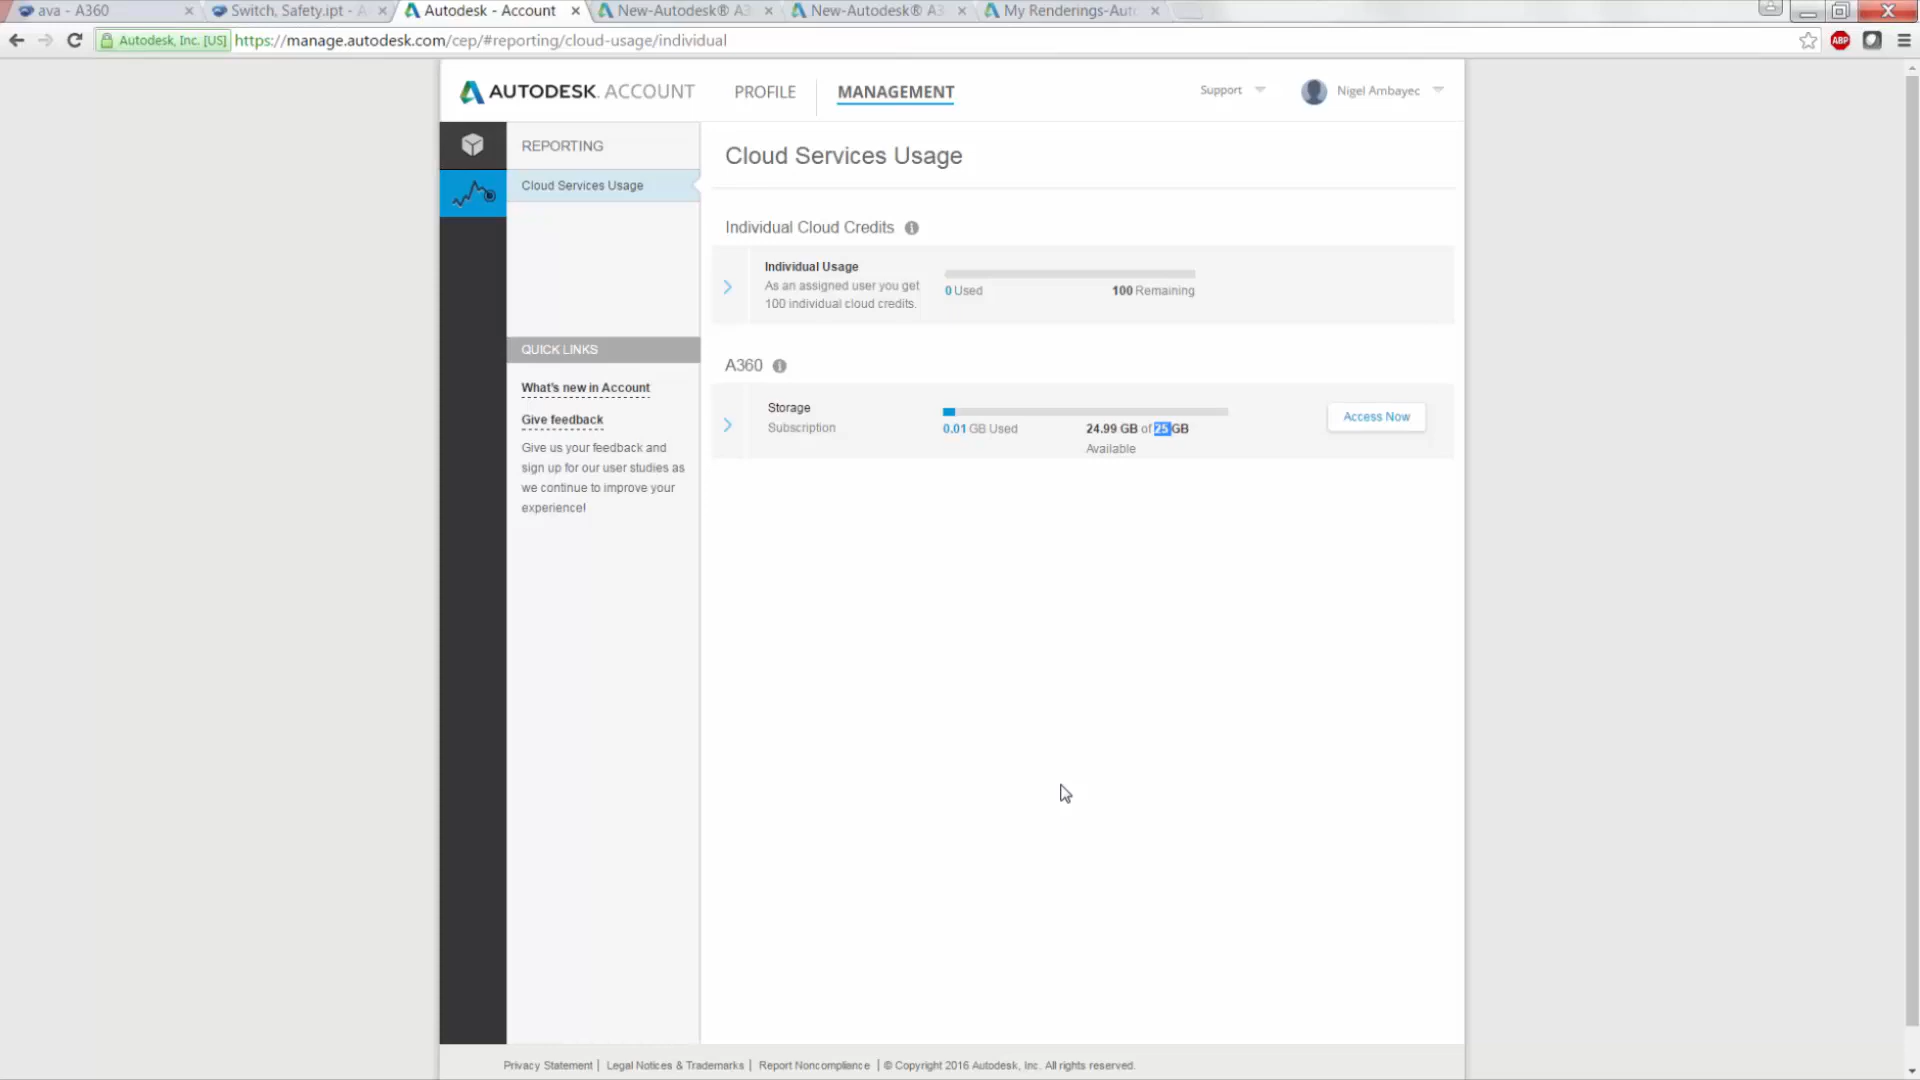 ava - A360
Switch, Safety.ipt - A
Autodesk - Account
New-Autodesk® A3
New-Autodesk® A3
My Renderings-Auto
Autodesk, Inc. [US]
https://manage.autodesk.com/cep/#reporting/cloud-usage/individual
ABP
AUTODESK. ACCOUNT
PROFILE
MANAGEMENT
Support
Nigel Ambayec
REPORTING
Cloud Services Usage
QUICK LINKS
What's new in Account
Give feedback
Give us your feedback and
sign up for our user studies as
we continue to improve your
experience!
Cloud Services Usage
Individual Cloud Credits
Individual Usage
As an assigned user you get
100 individual cloud credits.
0 Used
100 Remaining
A360
Storage
Subscription
0.01 GB Used
24.99 GB of 25 GB
Available
Access Now
Privacy Statement | Legal Notices & Trademarks | Report Noncompliance | © Copyright 2016 Autodesk, Inc. All rights reserved.